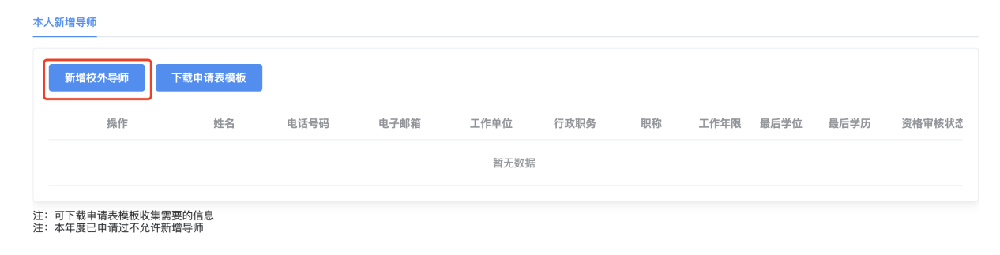 本人新增导师
新增校外导师 下载申请表模板
操作 姓名 电话号码 电子邮箱 工作单位 行政职务 职称 工作年限 最后学位 最后学历 资格审核状态
暂无数据
注：可下载申请表模板收集需要的信息
注：本年度已申请过不允许新增导师